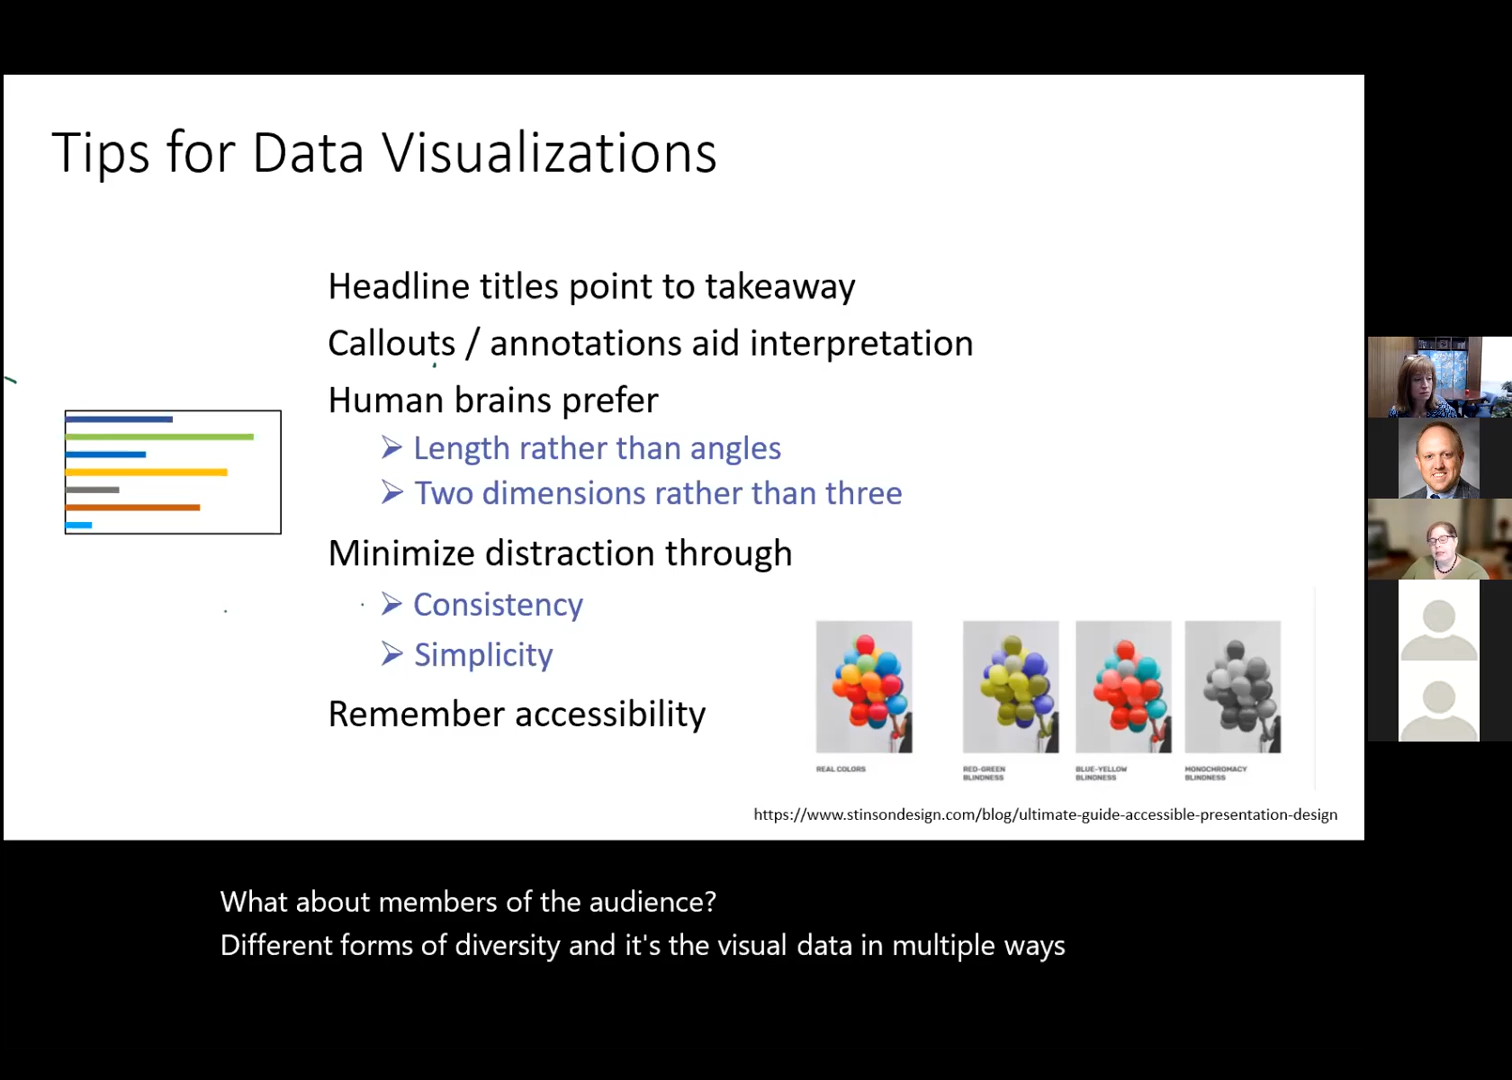 Tips for Data Visualizations
Headline titles point to takeaway
Callouts / annotations aid interpretation
Human brains prefer
Length rather than angles
Two dimensions rather than three
Minimize distraction through
Consistency
Simplicity
Remember accessibility
REAL COLORS
RED-GREEN
BLINDNESS
BLUE-YELLOW
BLINDNESS
MONOCHROMACY
BLINDNESS
https://www.stinsondesign.com/blog/ultimate-guide-accessible-presentation-design
What about members of the audience?
Different forms of diversity and it's the visual data in multiple ways